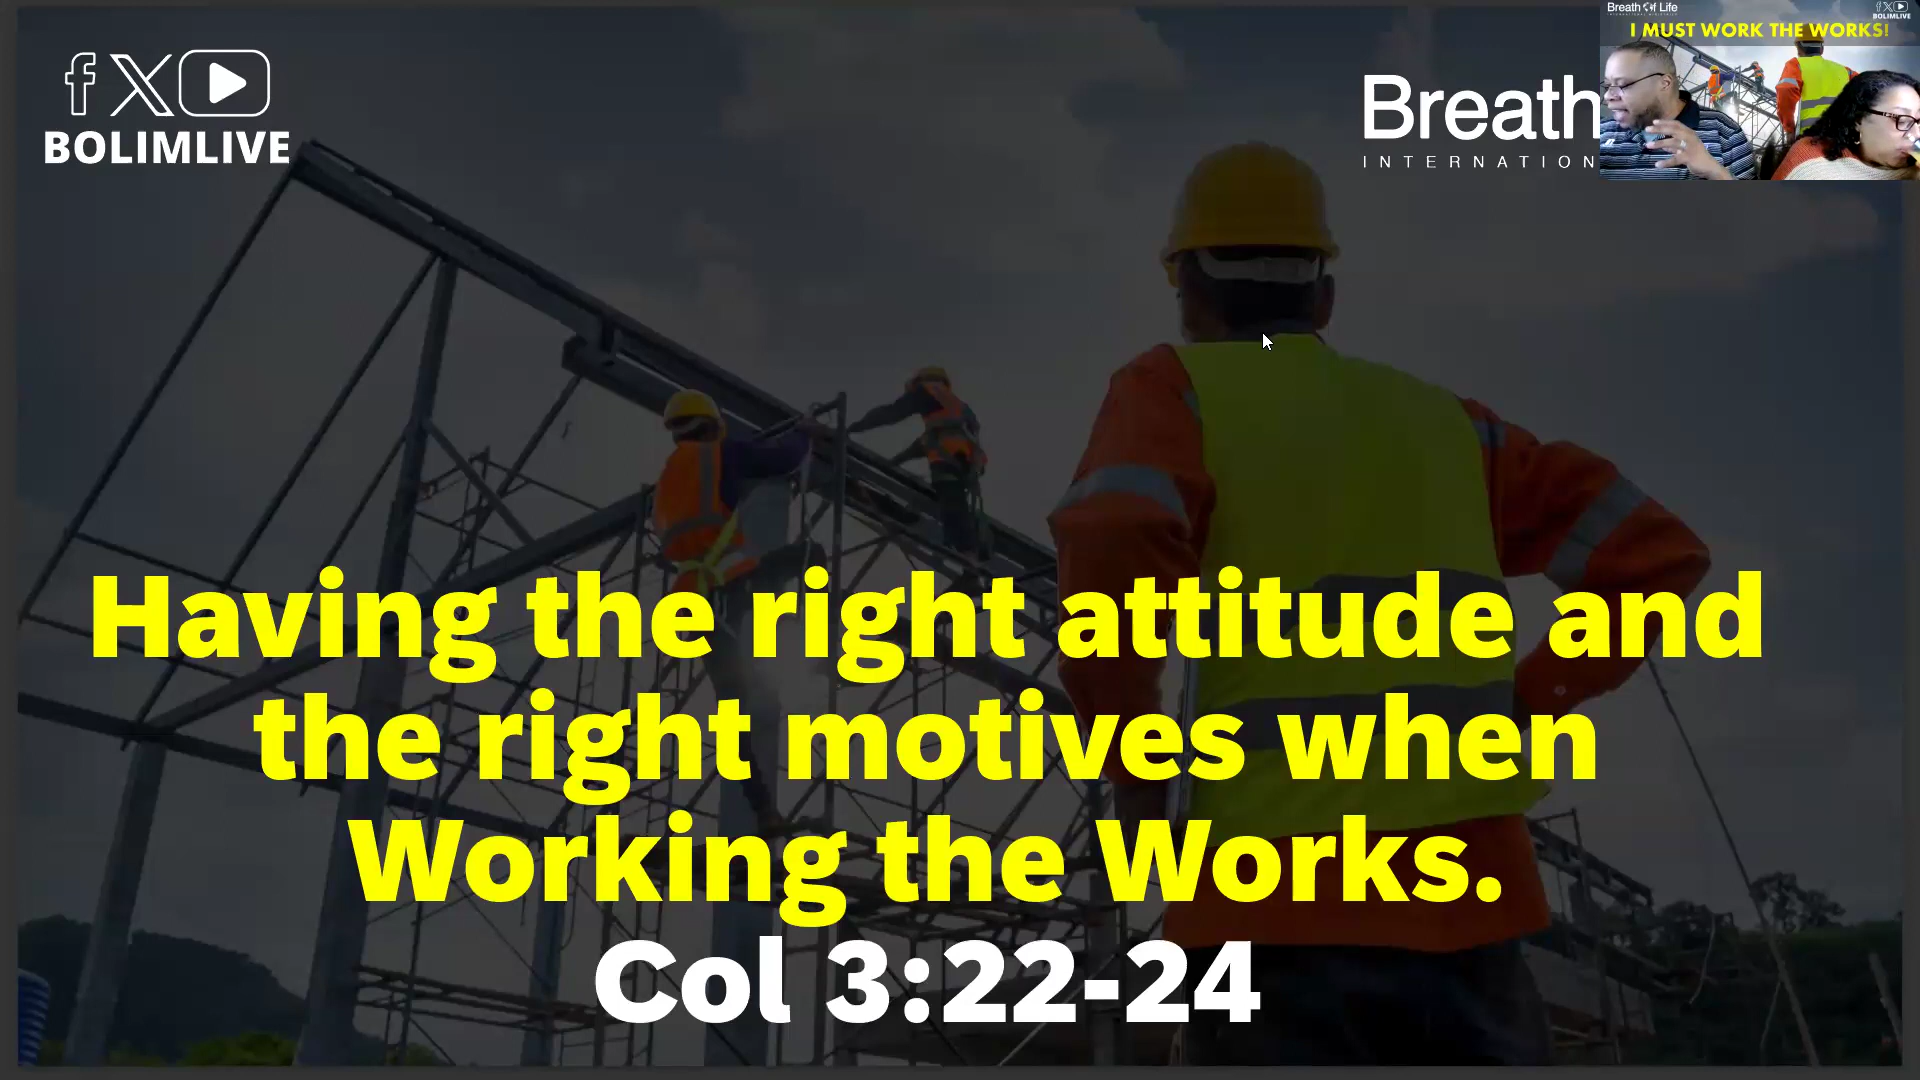 BOLIMLIVE
Breath
INTERNATION
Breath Of Life
BOLIMLIVE
I MUST WORK THE WORKS!
Having the right attitude and
the right motives when
Working the Works.
Col 3:22-24